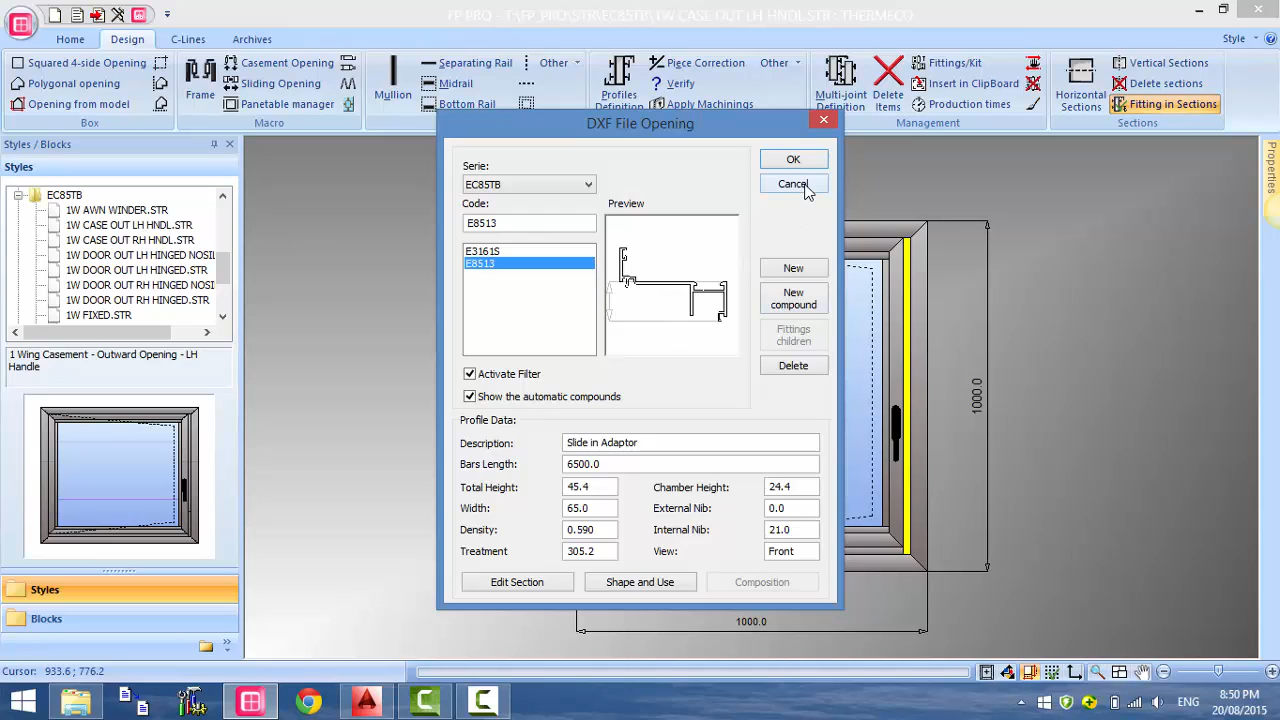 FP PRO - T:\FP_PRO\STR\EC85TB\1W CASE OUT LH HNDL.STR : THERMECO
Home
Design
C-Lines
Archives
Style
Squared 4-side Opening
Polygonal opening
Opening from model
Box
Frame
Casement Opening
Sliding Opening
Panetable manager
Macro
Mullion
Separating Rail
Midrail
Bottom Rail
Other
Profiles
Definition
Piece Correction
Verify
Apply Machinings
Other
Multi-joint
Definition
Delete
Items
Fittings/Kit
Insert in ClipBoard
Production times
Management
Horizontal
Sections
Vertical Sections
Delete sections
Fitting in Sections
Sections
Styles / Blocks
Styles
EC85TB
1W AWN WINDER.STR
1W CASE OUT LH HNDL.STR
1W CASE OUT RH HNDL.STR
1W DOOR OUT LH HINGED NOSI
1W DOOR OUT LH HINGED.STR
1W DOOR OUT RH HINGED NOSI
1W DOOR OUT RH HINGED.STR
1W FIXED.STR
1 Wing Casement - Outward Opening - LH
Handle
Styles
Blocks
DXF File Opening
Serie:
EC85TB
Code:
E8513
E3161S
E8513
Preview
OK
Cancel
New
New
compound
Fittings
children
Delete
Activate Filter
Show the automatic compounds
Profile Data:
Description: Slide in Adaptor
Bars Length: 6500.0
Total Height: 45.4 Chamber Height: 24.4
Width: 65.0 External Nib: 0.0
Density: 0.590 Internal Nib: 21.0
Treatment 305.2 View: Front
Edit Section
Shape and Use
Composition
1000.0
1000.0
Properties
Cursor: 933.6 ; 776.2
ENG
8:50 PM
20/08/2015